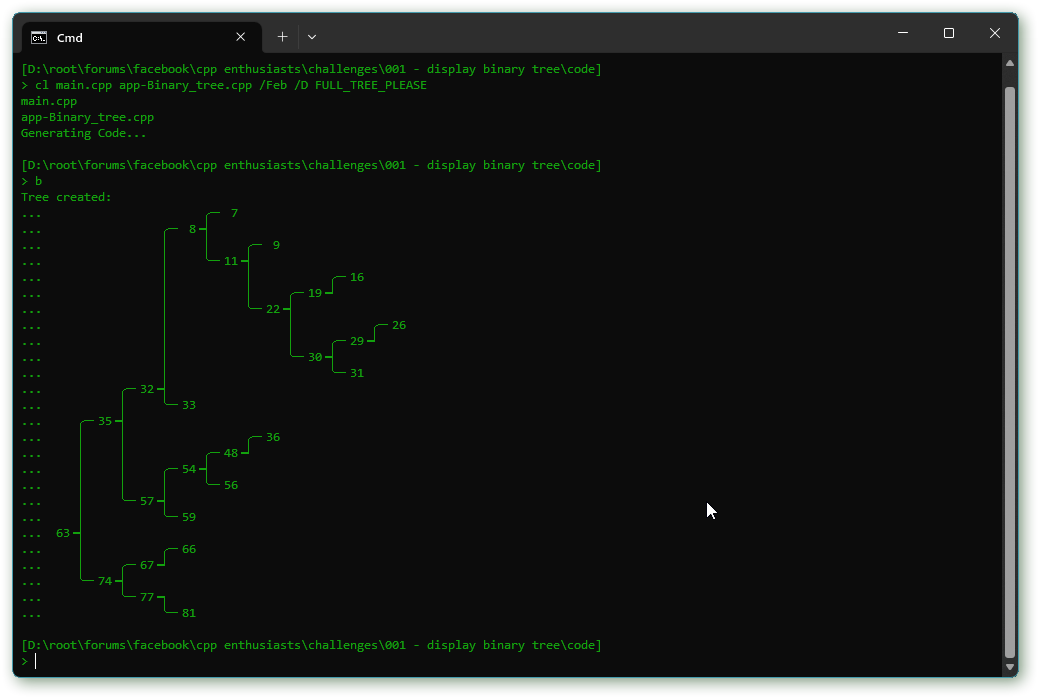 Cmd
[D:\root\forums\facebook\cpp enthusiasts\challenges\001 - display binary tree\code]
> cl main.cpp app-Binary_tree.cpp /Feb /D FULL_TREE_PLEASE
main.cpp
app-Binary_tree.cpp
Generating Code...
[D:\root\forums\facebook\cpp enthusiasts\challenges\001 - display binary tree\code]
> b
Tree created:
... 7
... 8
... 9
... 11
... 16
... 19
... 22
... 26
... 29
... 30
... 31
... 32
... 33
... 35
... 36
... 48
... 54
... 56
... 57
... 59
... 63
... 66
... 67
... 74
... 77
... 81
[D:\root\forums\facebook\cpp enthusiasts\challenges\001 - display binary tree\code]
>